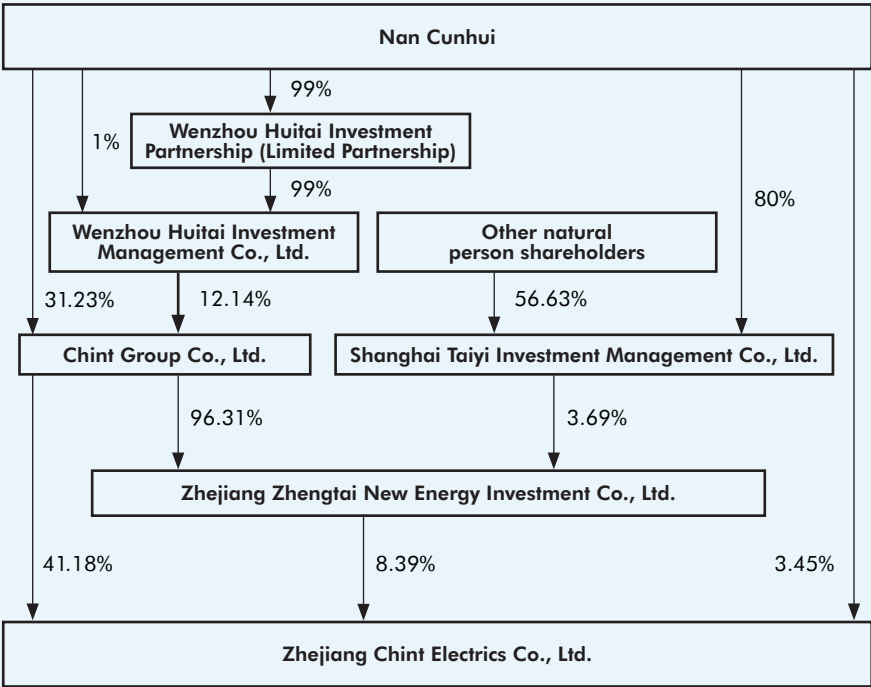 Nan Cunhui
99%
Wenzhou Huitai Investment
Partnership (Limited Partnership)
1%
99%
80%
Wenzhou Huitai Investment
Management Co., Ltd.
Other natural
person shareholders
31.23%
12.14%
56.63%
Chint Group Co., Ltd.
Shanghai Taiyi Investment Management Co., Ltd.
96.31%
3.69%
Zhejiang Zhengtai New Energy Investment Co., Ltd.
41.18%
8.39%
3.45%
Zhejiang Chint Electrics Co., Ltd.